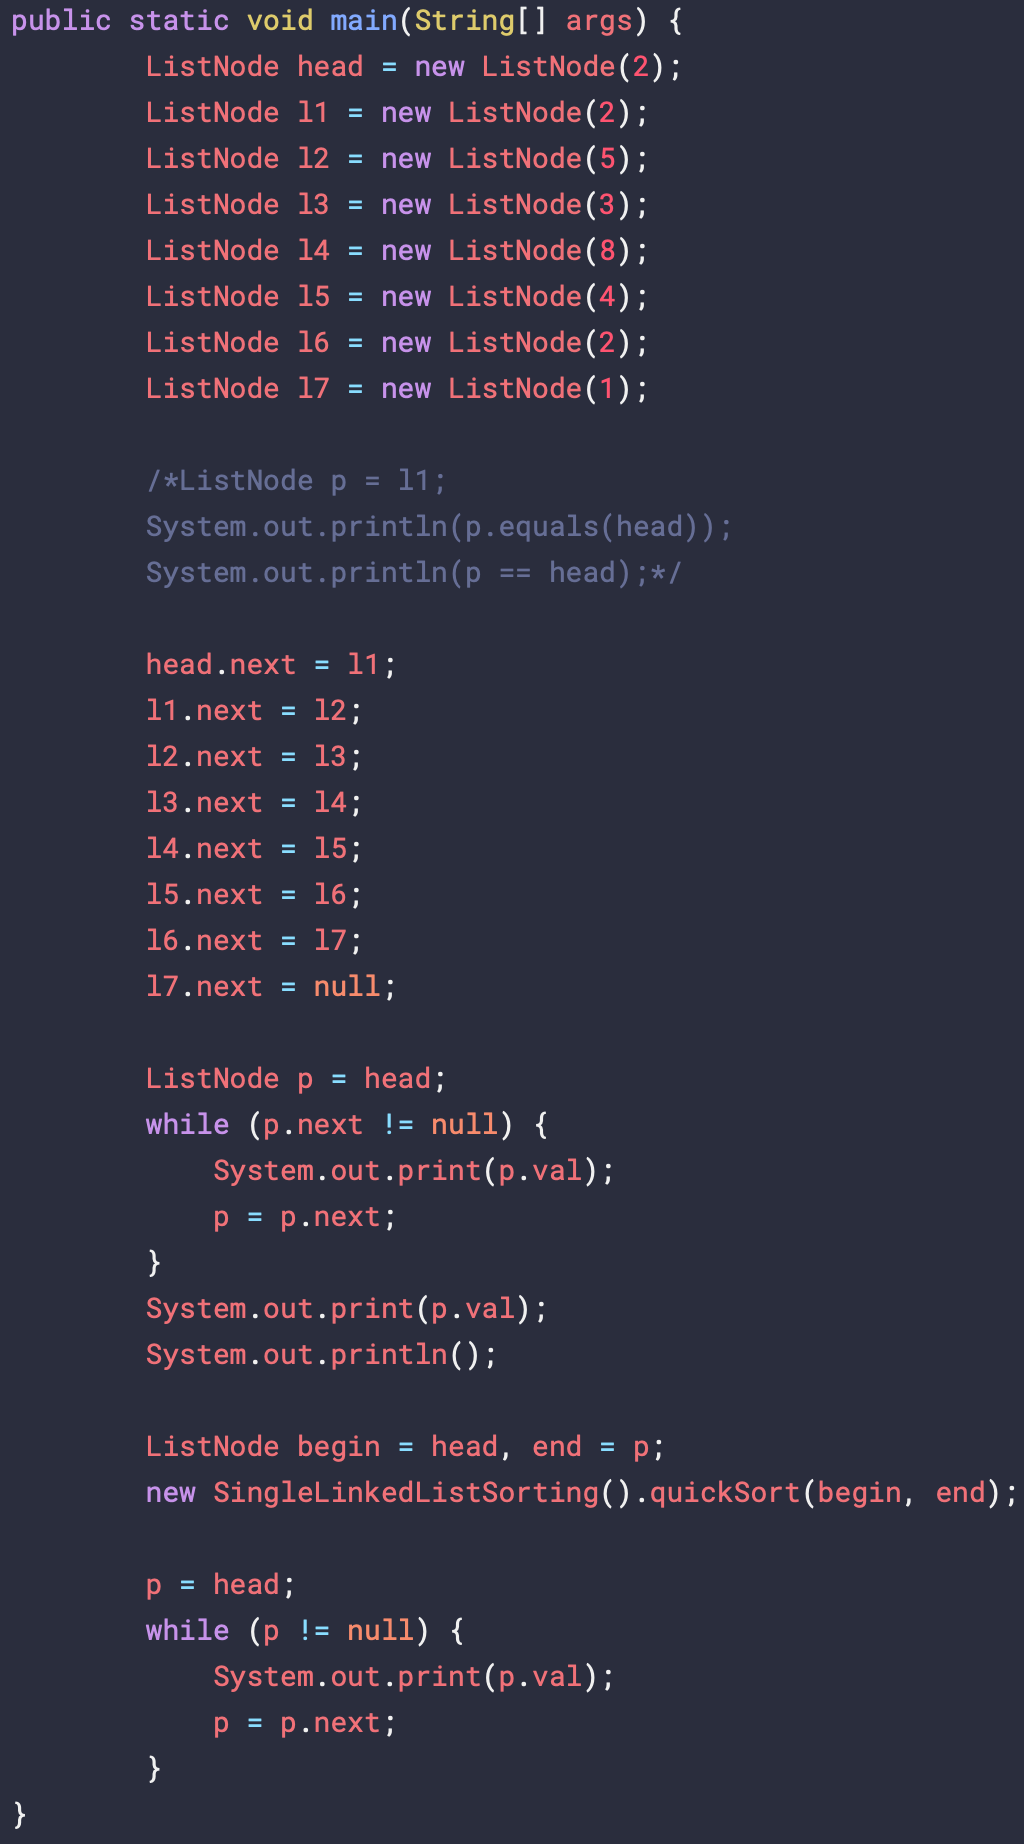 public static void main(String[] args) {
        ListNode head = new ListNode(2);
        ListNode l1 = new ListNode(2);
        ListNode l2 = new ListNode(5);
        ListNode l3 = new ListNode(3);
        ListNode l4 = new ListNode(8);
        ListNode l5 = new ListNode(4);
        ListNode l6 = new ListNode(2);
        ListNode l7 = new ListNode(1);

        /*ListNode p = l1;
        System.out.println(p.equals(head));
        System.out.println(p == head);*/

        head.next = l1;
        l1.next = l2;
        l2.next = l3;
        l3.next = l4;
        l4.next = l5;
        l5.next = l6;
        l6.next = l7;
        l7.next = null;

        ListNode p = head;
        while (p.next != null) {
            System.out.print(p.val);
            p = p.next;
        }
        System.out.print(p.val);
        System.out.println();

        ListNode begin = head, end = p;
        new SingleLinkedListSorting().quickSort(begin, end);

        p = head;
        while (p != null) {
            System.out.print(p.val);
            p = p.next;
        }
}